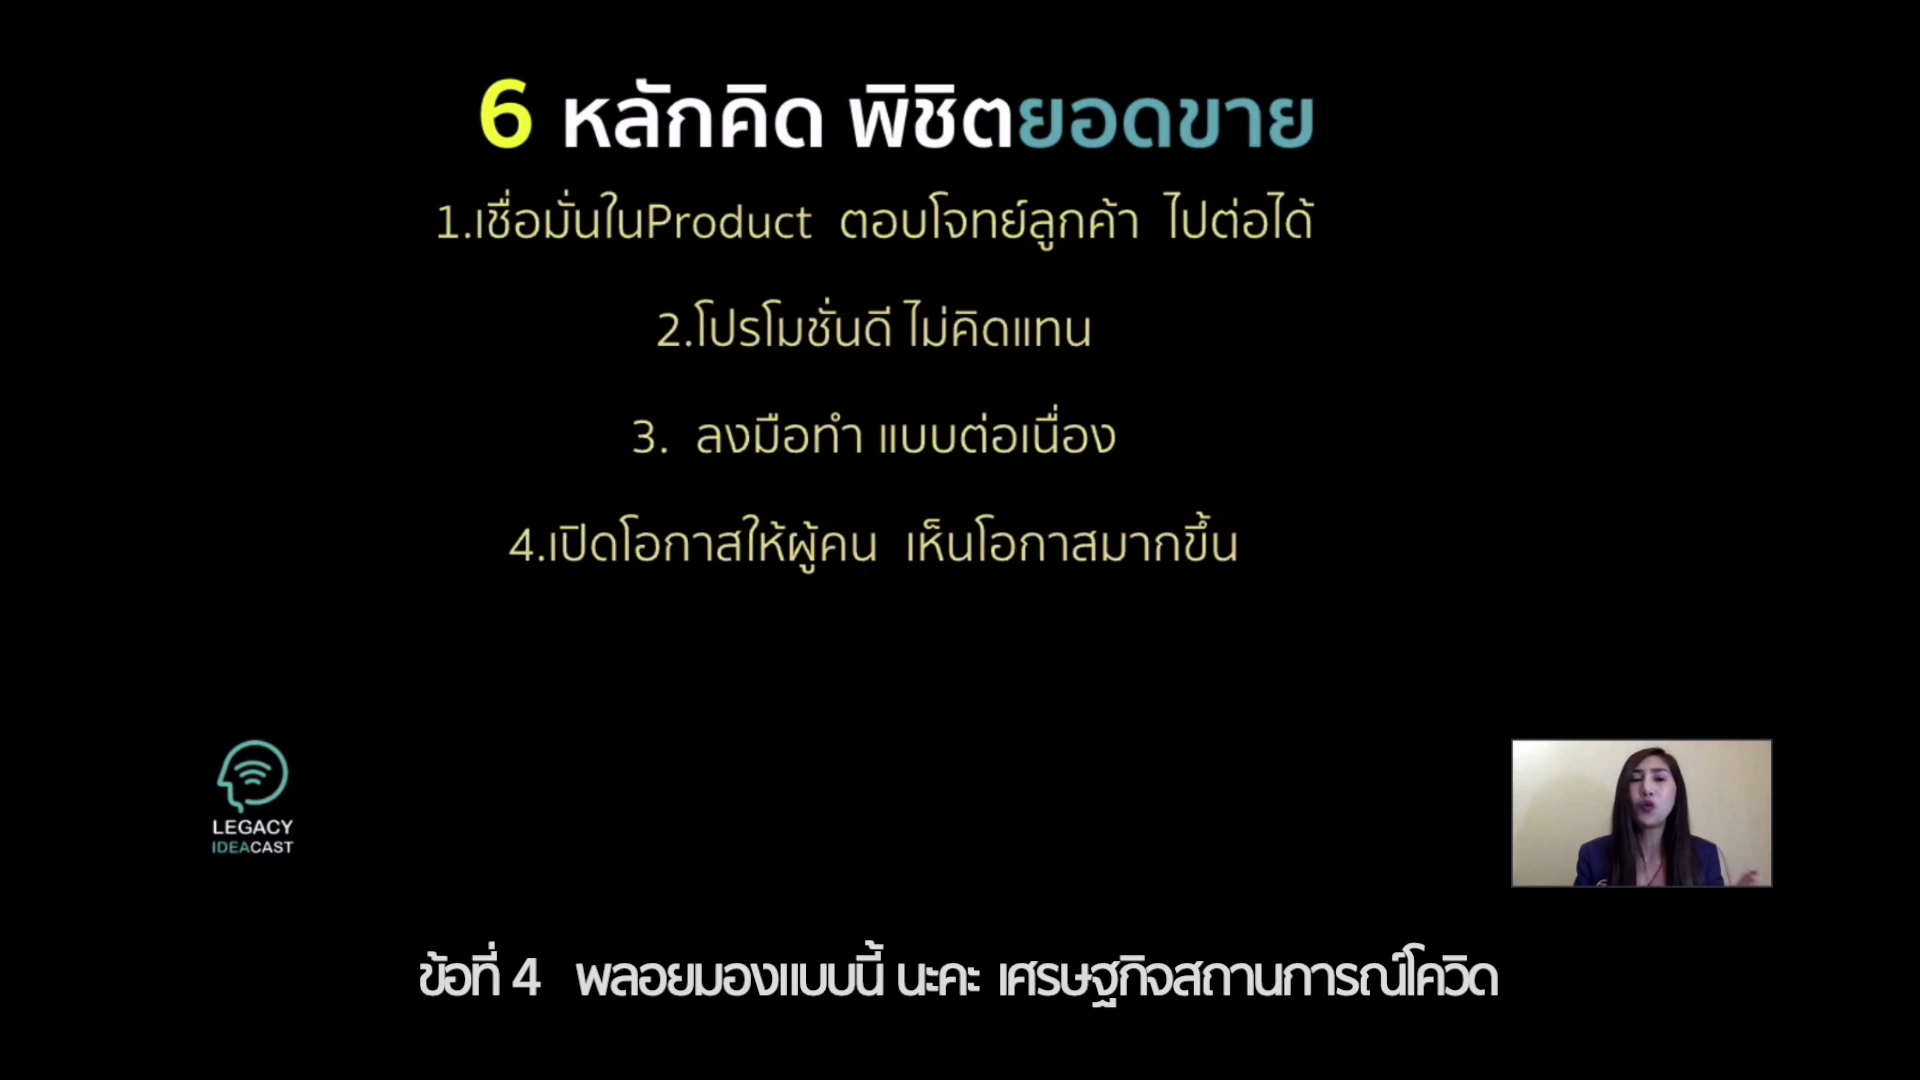 6 หลักคิด พิชิตยอดขาย
1.เชื่อมั่นในProduct ตอบโจทย์ลูกค้า ไปต่อได้
2.โปรโมชั่นดี ไม่คิดแทน
3. ลงมือทำ แบบต่อเนื่อง
4.เปิดโอกาสให้ผู้คน เห็นโอกาสมากขึ้น
LEGACY
IDEACAST
ข้อที่ 4 พลอยมองแบบนี้ นะคะ เศรษฐกิจสถานการณ์โควิด